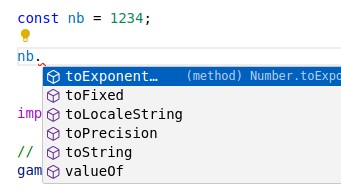 const nb = 1234;
nb.
toExponent… (method) Number.toExpo
toFixed
imp toLocaleString
toPrecision
// toString
gam valueOf